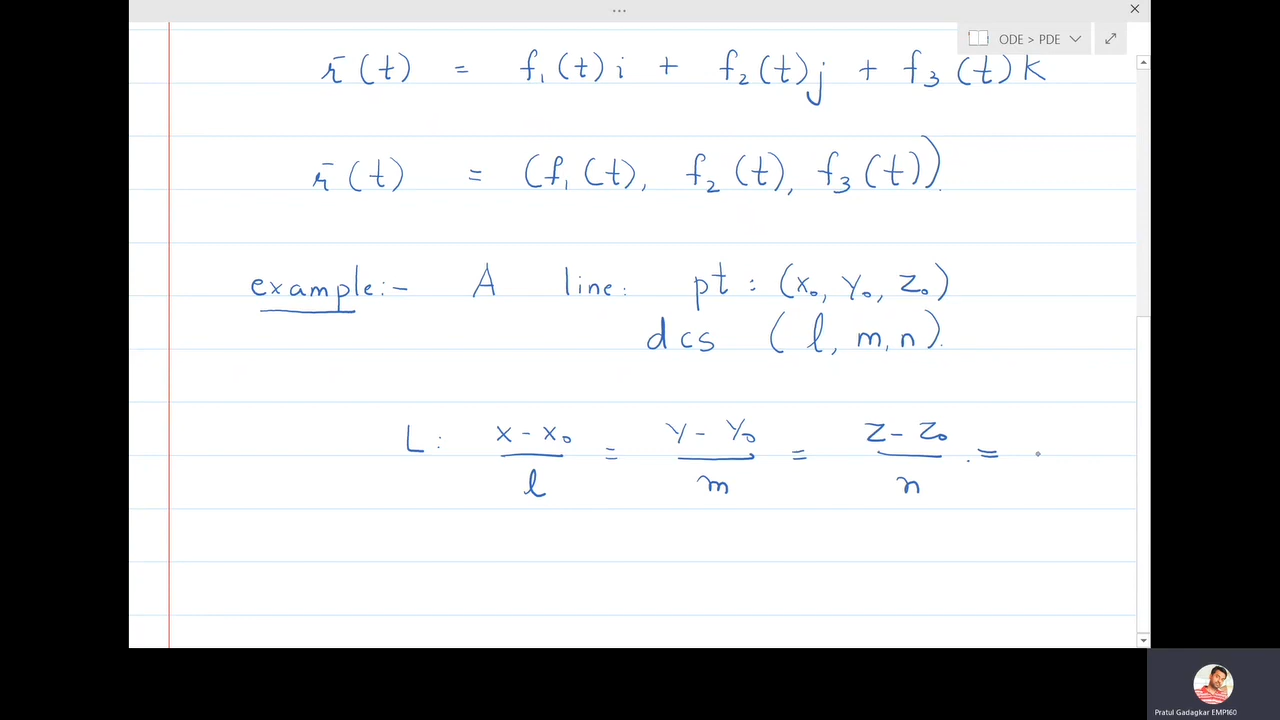 ODE > PDE
r̄(t) = f₁(t)i + f₂(t)j + f₃(t)k
r̄(t) = (f₁(t), f₂(t), f₃(t)).
example:- A line: pt : (x₀, y₀, z₀)
dcs (l, m, n).
L: x - x₀ / l = y - y₀ / m = z - z₀ / n . =
Pratul Gadagkar EMP160